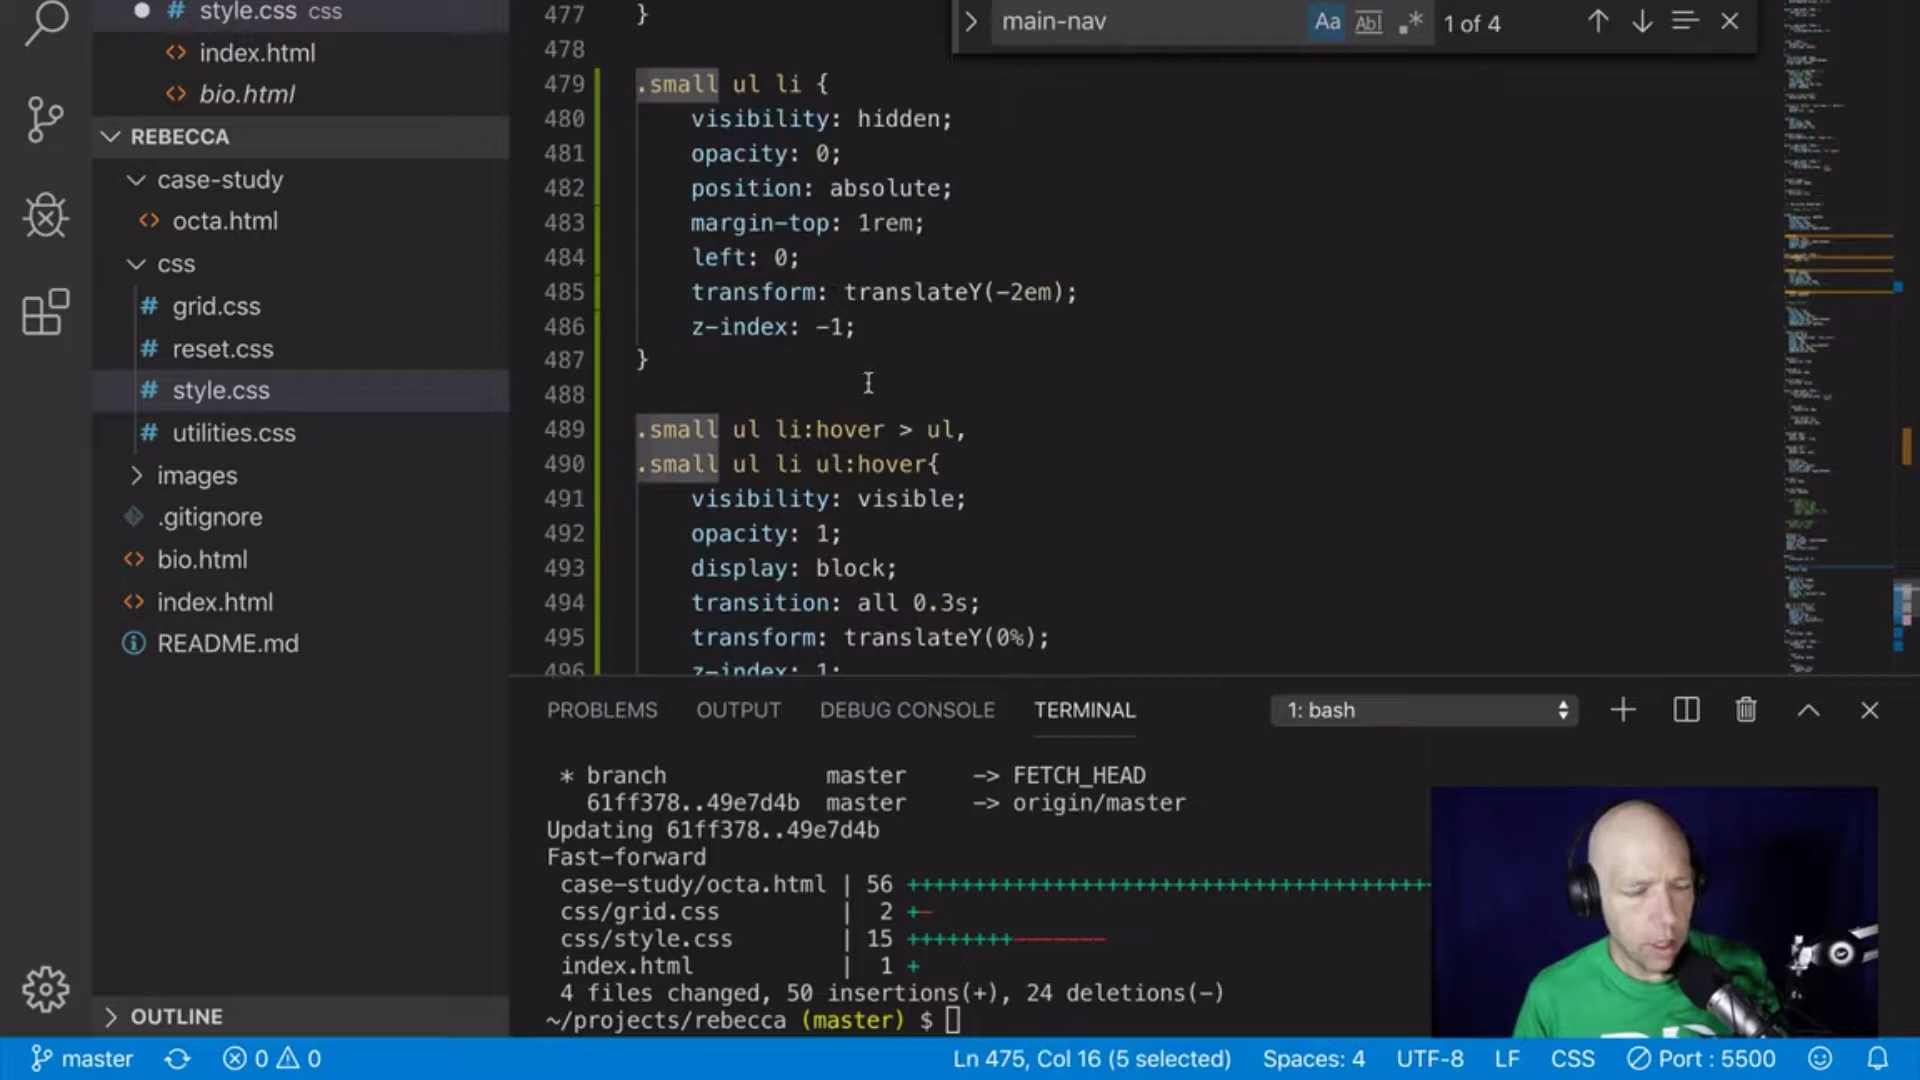 style.css css
index.html
bio.html
REBECCA
case-study
octa.html
css
grid.css
reset.css
style.css
utilities.css
images
.gitignore
bio.html
index.html
README.md
OUTLINE
main-nav
Aa Abl .* 1 of 4
477 }
478
479 .small ul li {
480 visibility: hidden;
481 opacity: 0;
482 position: absolute;
483 margin-top: 1rem;
484 left: 0;
485 transform: translateY(-2em);
486 z-index: -1;
487 }
488
489 .small ul li:hover > ul,
490 .small ul li ul:hover{
491 visibility: visible;
492 opacity: 1;
493 display: block;
494 transition: all 0.3s;
495 transform: translateY(0%);
496 z-index: 1;
PROBLEMS OUTPUT DEBUG CONSOLE TERMINAL 1: bash
* branch master -> FETCH_HEAD
61ff378..49e7d4b master -> origin/master
Updating 61ff378..49e7d4b
Fast-forward
case-study/octa.html | 56 +++++++++++++++++++++++++++++++++++++++
css/grid.css | 2 +-
css/style.css | 15 ++++++++-------
index.html | 1 +
4 files changed, 50 insertions(+), 24 deletions(-)
~/projects/rebecca (master) $
master 0 0 Ln 475, Col 16 (5 selected) Spaces: 4 UTF-8 LF CSS Port : 5500